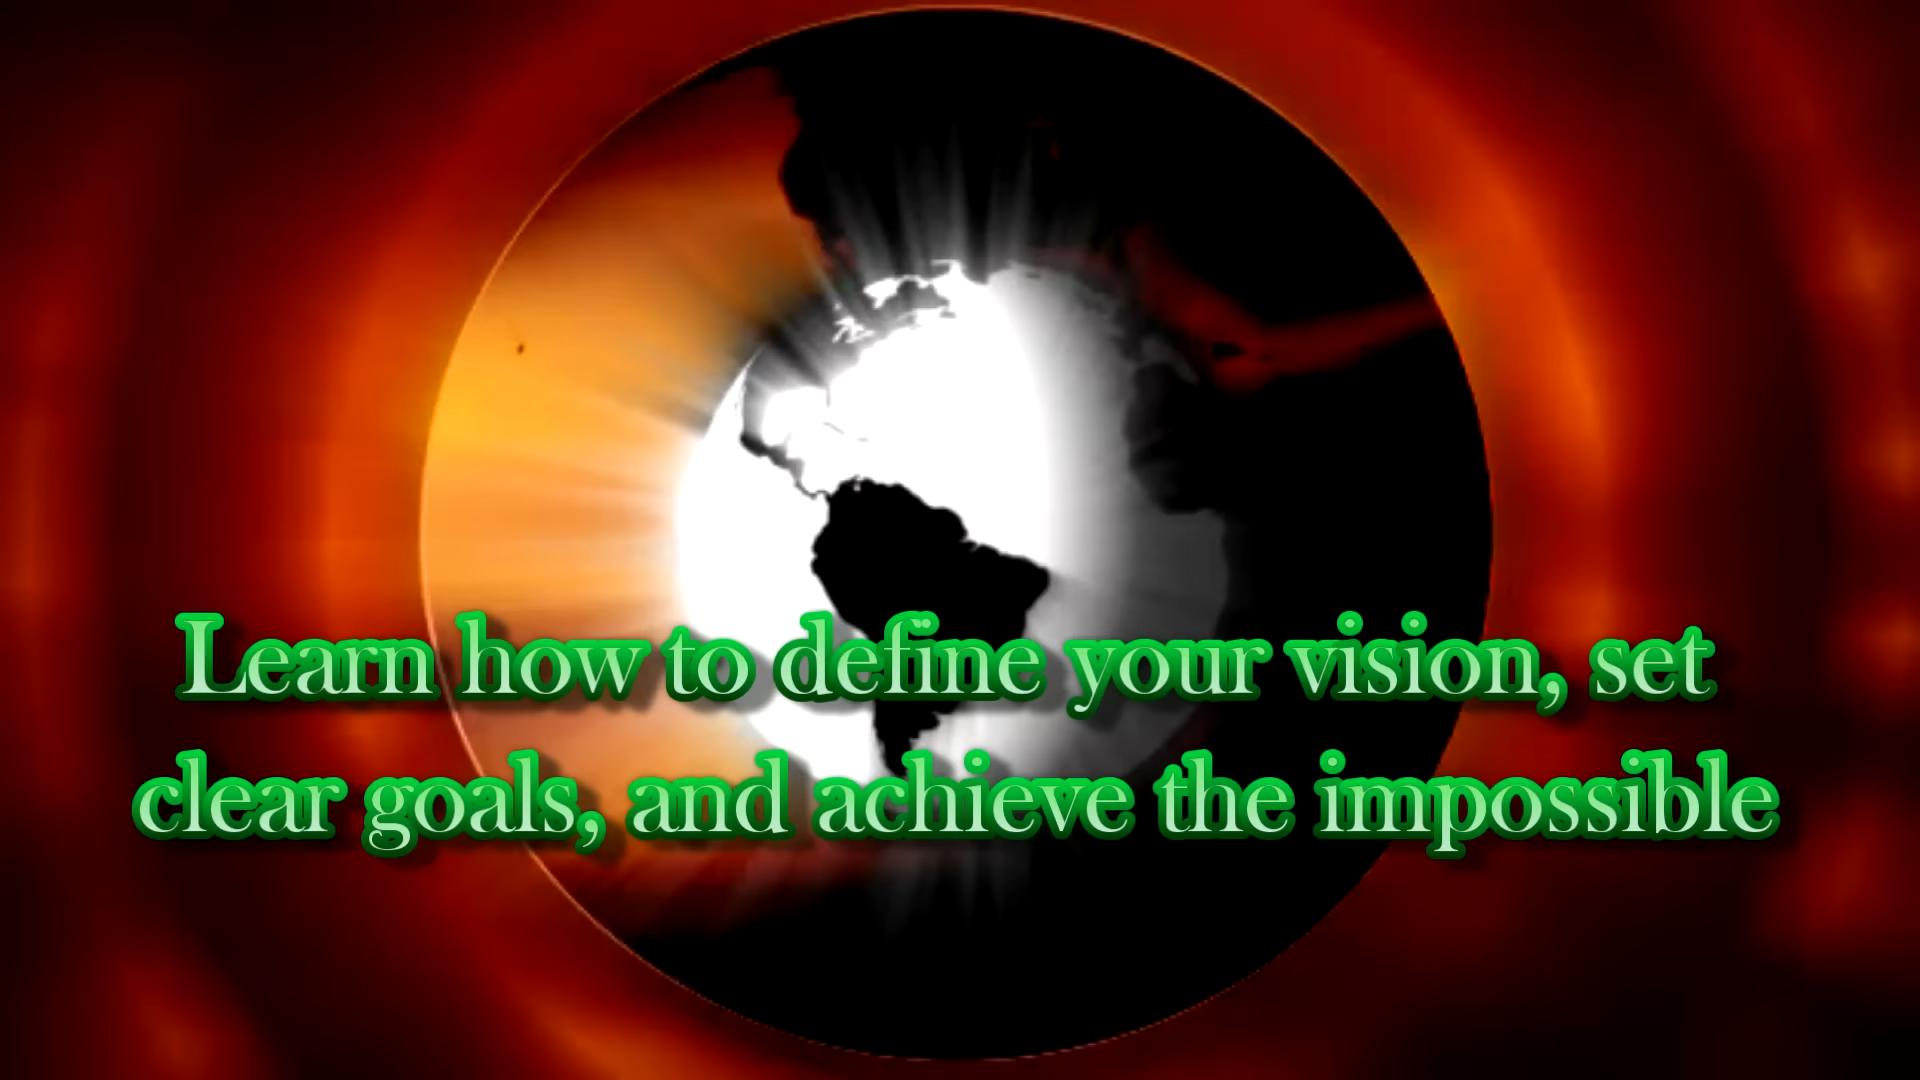 Learn how to define your vision, set
clear goals, and achieve the impossible